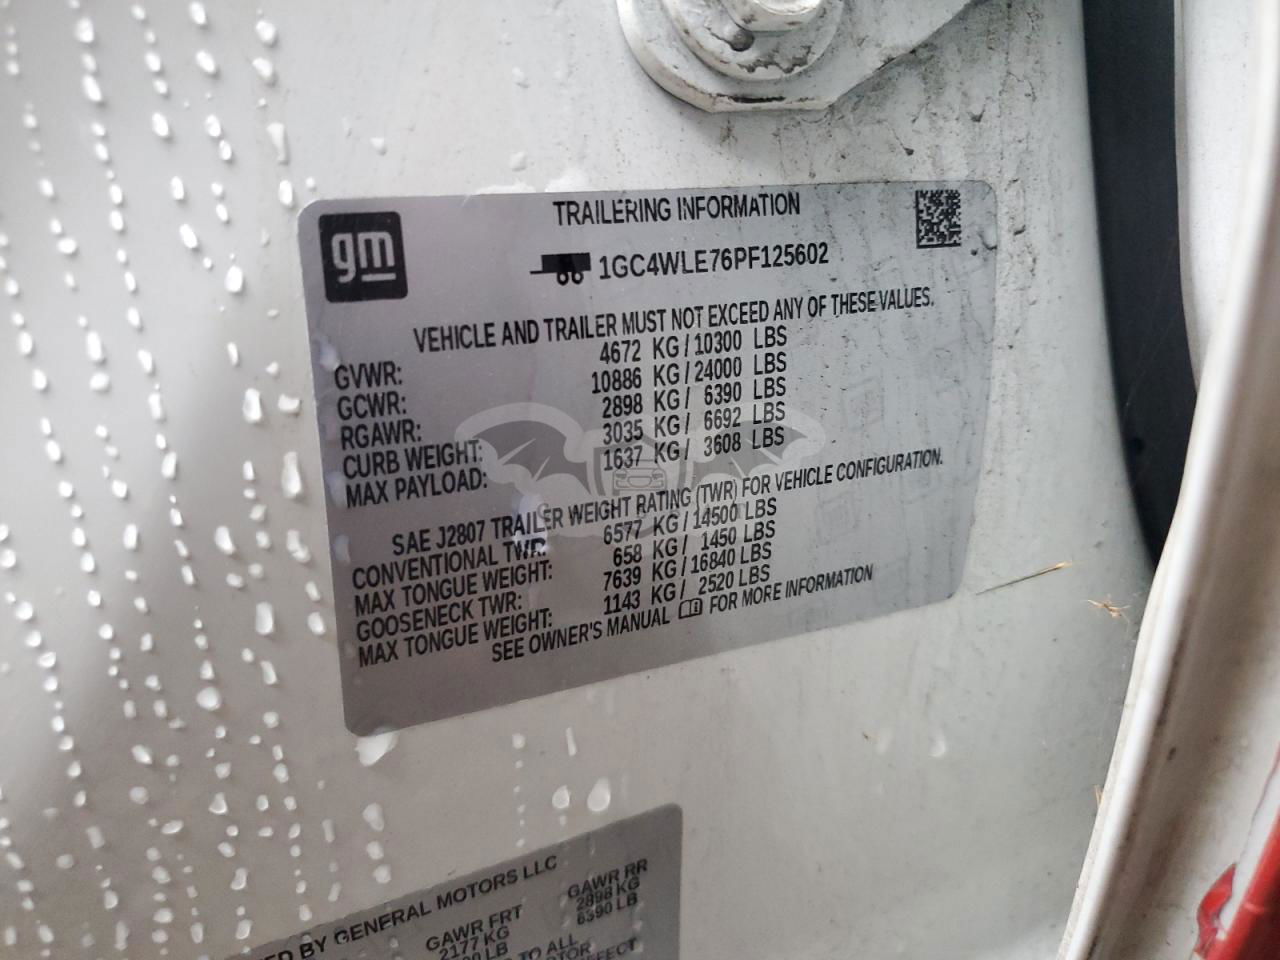 gm
TRAILERING INFORMATION
1GC4WLE76PF125602
VEHICLE AND TRAILER MUST NOT EXCEED ANY OF THESE VALUES.
GVWR: 4672 KG / 10300 LBS
GCWR: 10886 KG / 24000 LBS
RGAWR: 2898 KG / 6390 LBS
CURB WEIGHT: 3035 KG / 6692 LBS
MAX PAYLOAD: 1637 KG / 3608 LBS
SAE J2807 TRAILER WEIGHT RATING (TWR) FOR VEHICLE CONFIGURATION.
CONVENTIONAL TWR: 6577 KG / 14500 LBS
MAX TONGUE WEIGHT: 658 KG / 1450 LBS
GOOSENECK TWR: 7639 KG / 16840 LBS
MAX TONGUE WEIGHT: 1143 KG / 2520 LBS
SEE OWNER'S MANUAL FOR MORE INFORMATION
BY GENERAL MOTORS LLC
GAWR FRT GAWR RR
2177 KG 2898 KG
LB 6390 LB
TO ALL